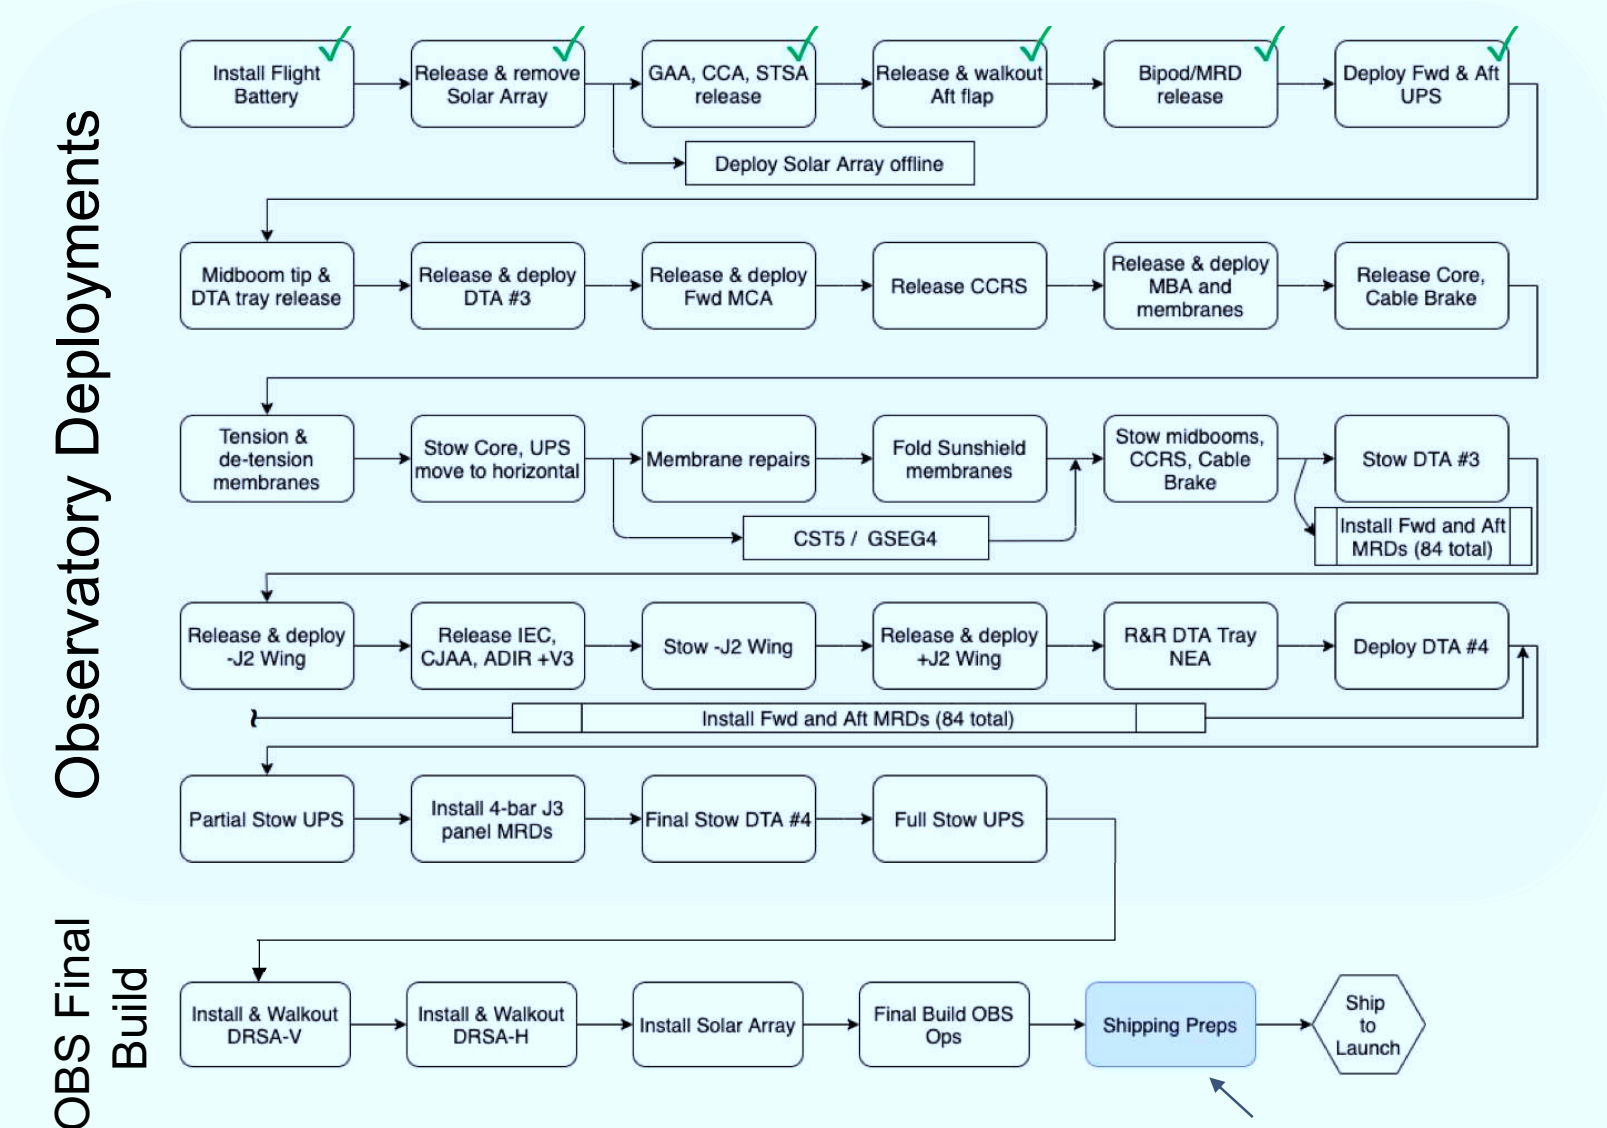 Observatory Deployments
Install Flight
Battery
Release & remove
Solar Array
GAA, CCA, STSA
release
Release & walkout
Aft flap
Bipod/MRD
release
Deploy Fwd & Aft
UPS
Deploy Solar Array offline
Midboom tip &
DTA tray release
Release & deploy
DTA #3
Release & deploy
Fwd MCA
Release CCRS
Release & deploy
MBA and
membranes
Release Core,
Cable Brake
Tension &
de-tension
membranes
Stow Core, UPS
move to horizontal
Membrane repairs
Fold Sunshield
membranes
Stow midbooms,
CCRS, Cable
Brake
Stow DTA #3
CST5 / GSEG4
Install Fwd and Aft
MRDs (84 total)
Release & deploy
-J2 Wing
Release IEC,
CJAA, ADIR +V3
Stow -J2 Wing
Release & deploy
+J2 Wing
R&R DTA Tray
NEA
Deploy DTA #4
Install Fwd and Aft MRDs (84 total)
Partial Stow UPS
Install 4-bar J3
panel MRDs
Final Stow DTA #4
Full Stow UPS
OBS Final
Build
Install & Walkout
DRSA-V
Install & Walkout
DRSA-H
Install Solar Array
Final Build OBS
Ops
Shipping Preps
Ship
to
Launch